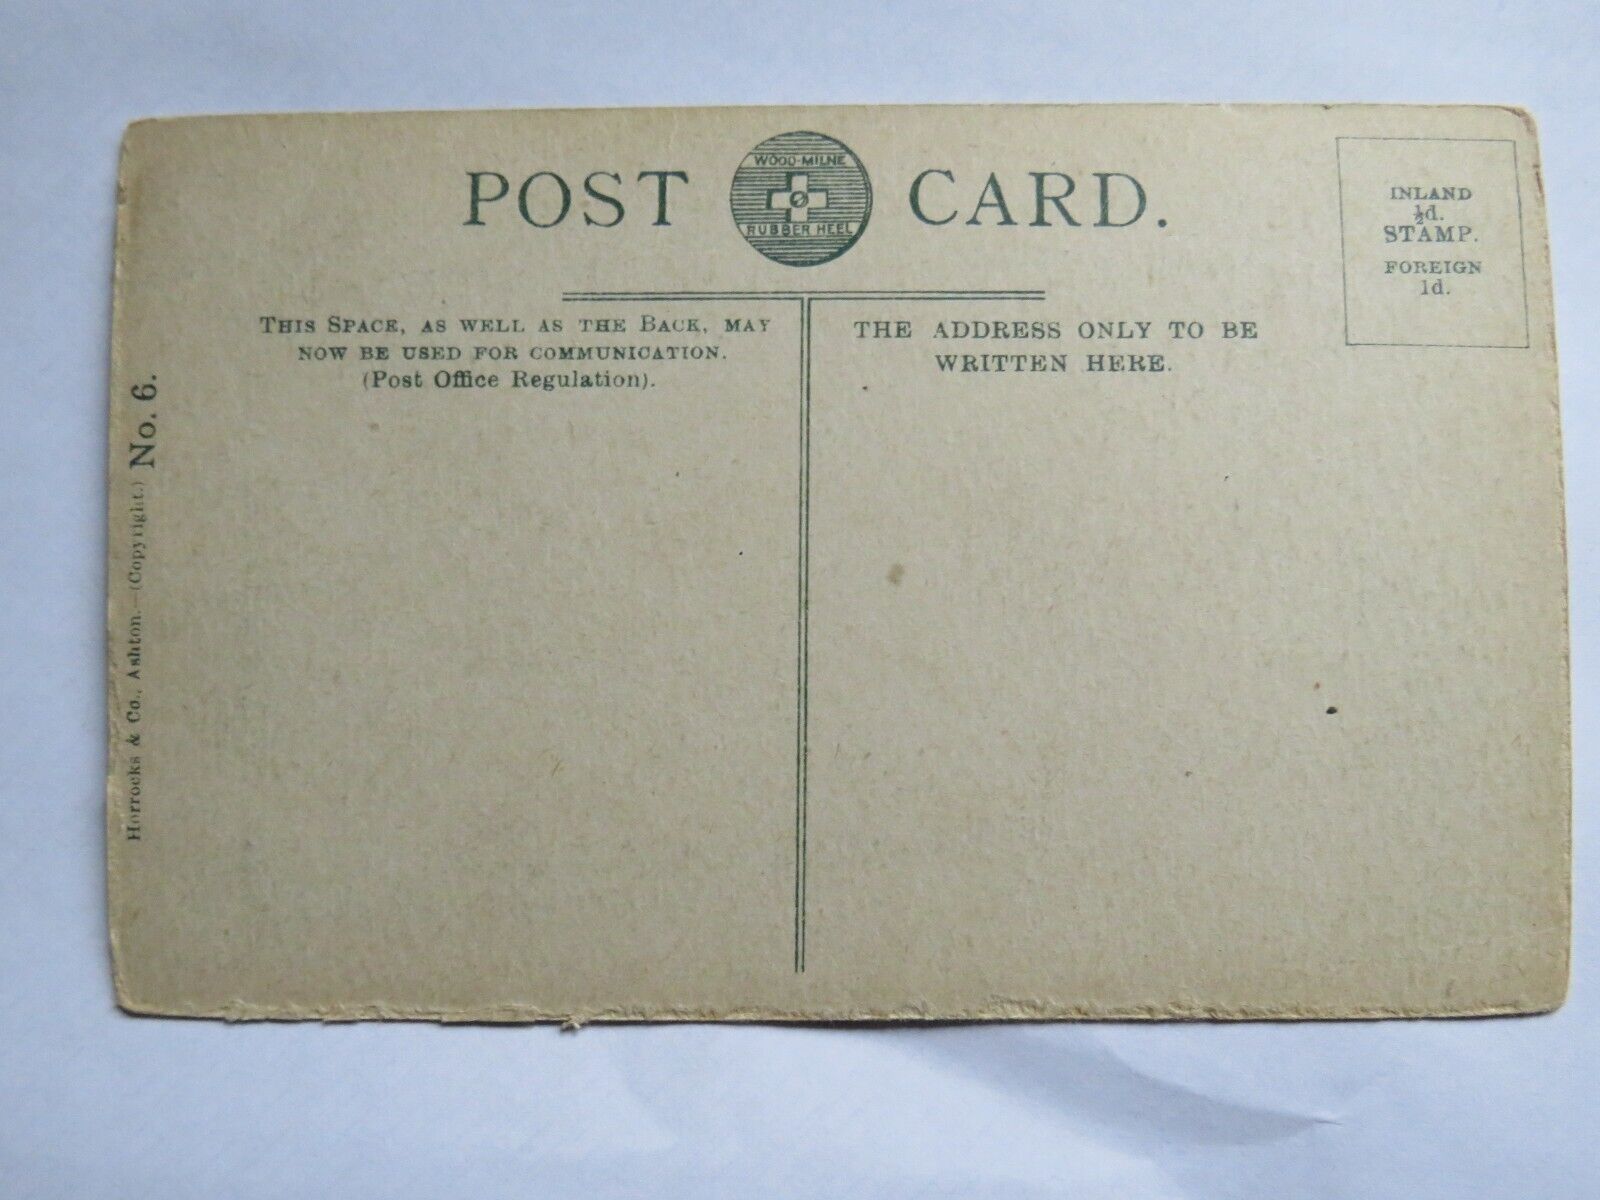 POST CARD.
WOOD-MILNE
RUBBER HEEL
INLAND
½d.
STAMP.
FOREIGN
1d.
THIS SPACE, AS WELL AS THE BACK, MAY
NOW BE USED FOR COMMUNICATION.
(Post Office Regulation).
THE ADDRESS ONLY TO BE
WRITTEN HERE.
Horrocks & Co., Ashton.—(Copyright.) No. 6.